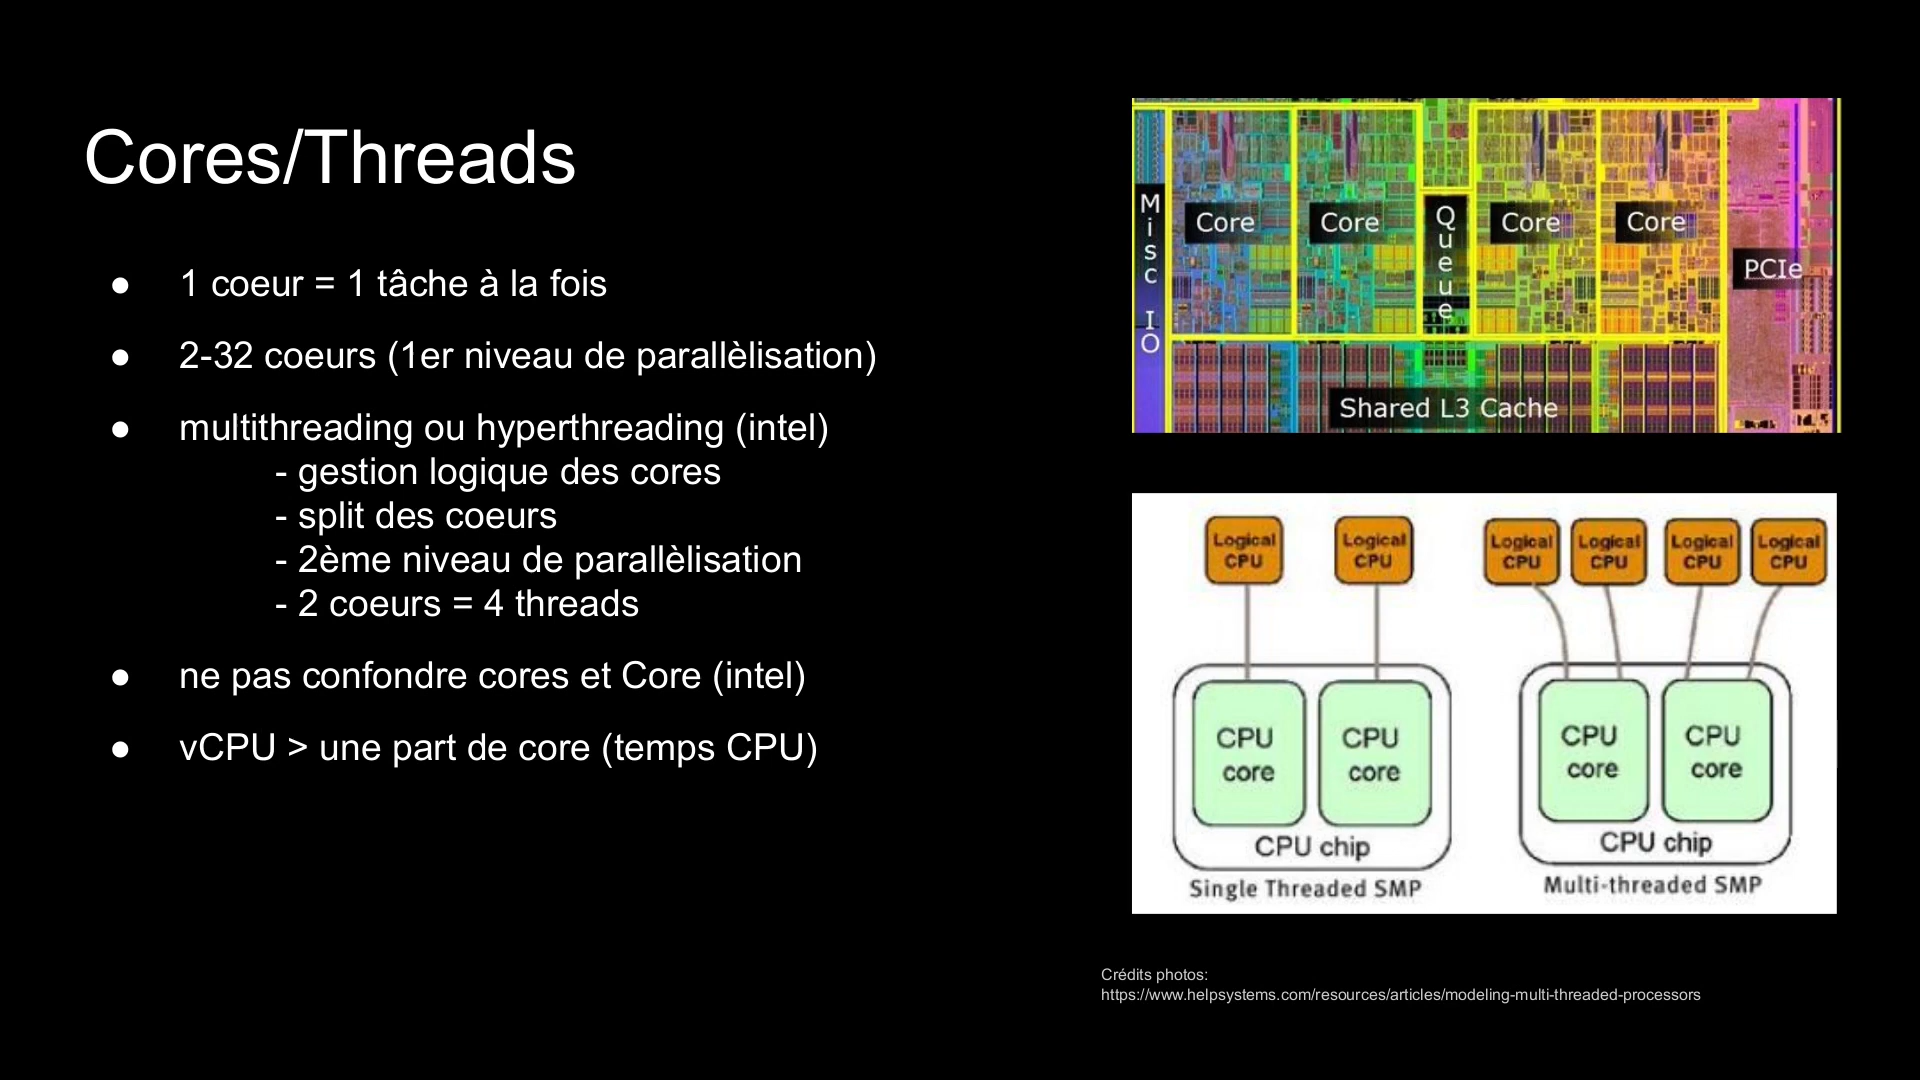 Cores/Threads
● 1 coeur = 1 tâche à la fois
● 2-32 coeurs (1er niveau de parallèlisation)
● multithreading ou hyperthreading (intel)
- gestion logique des cores
- split des coeurs
- 2ème niveau de parallèlisation
- 2 coeurs = 4 threads
● ne pas confondre cores et Core (intel)
● vCPU > une part de core (temps CPU)
Misc IO
Core
Core
Queue
Core
Core
PCIe
Shared L3 Cache
Logical CPU
Logical CPU
CPU core
CPU core
CPU chip
Single Threaded SMP
Logical CPU
Logical CPU
Logical CPU
Logical CPU
CPU core
CPU core
CPU chip
Multi-threaded SMP
Crédits photos:
https://www.helpsystems.com/resources/articles/modeling-multi-threaded-processors